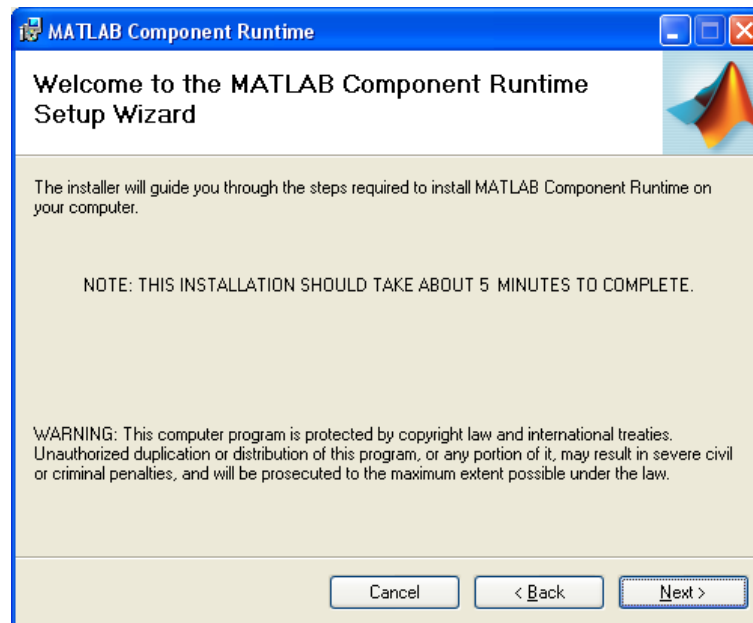 MATLAB Component Runtime
Welcome to the MATLAB Component Runtime
Setup Wizard
The installer will guide you through the steps required to install MATLAB Component Runtime on
your computer.
NOTE: THIS INSTALLATION SHOULD TAKE ABOUT 5 MINUTES TO COMPLETE.
WARNING: This computer program is protected by copyright law and international treaties.
Unauthorized duplication or distribution of this program, or any portion of it, may result in severe civil
or criminal penalties, and will be prosecuted to the maximum extent possible under the law.
Cancel
< Back
Next >